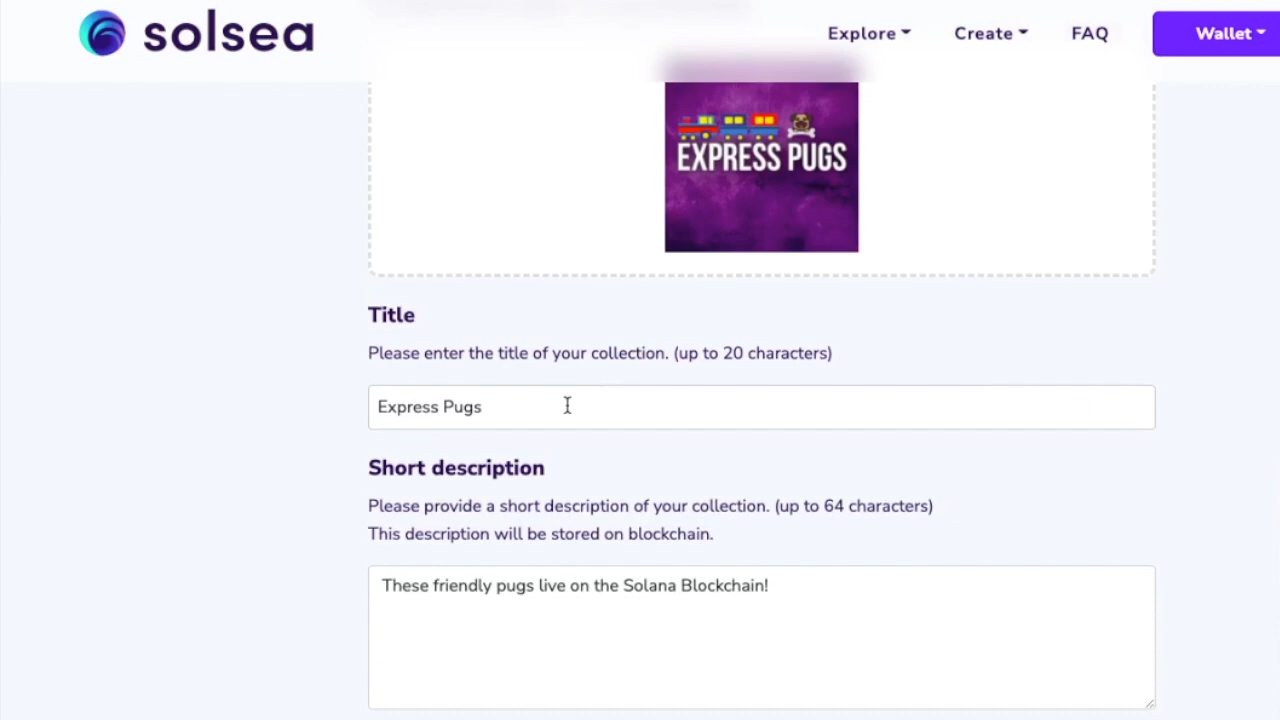 solsea
Explore
Create
FAQ
Wallet
EXPRESS PUGS
Title
Please enter the title of your collection. (up to 20 characters)
Express Pugs
Short description
Please provide a short description of your collection. (up to 64 characters)
This description will be stored on blockchain.
These friendly pugs live on the Solana Blockchain!